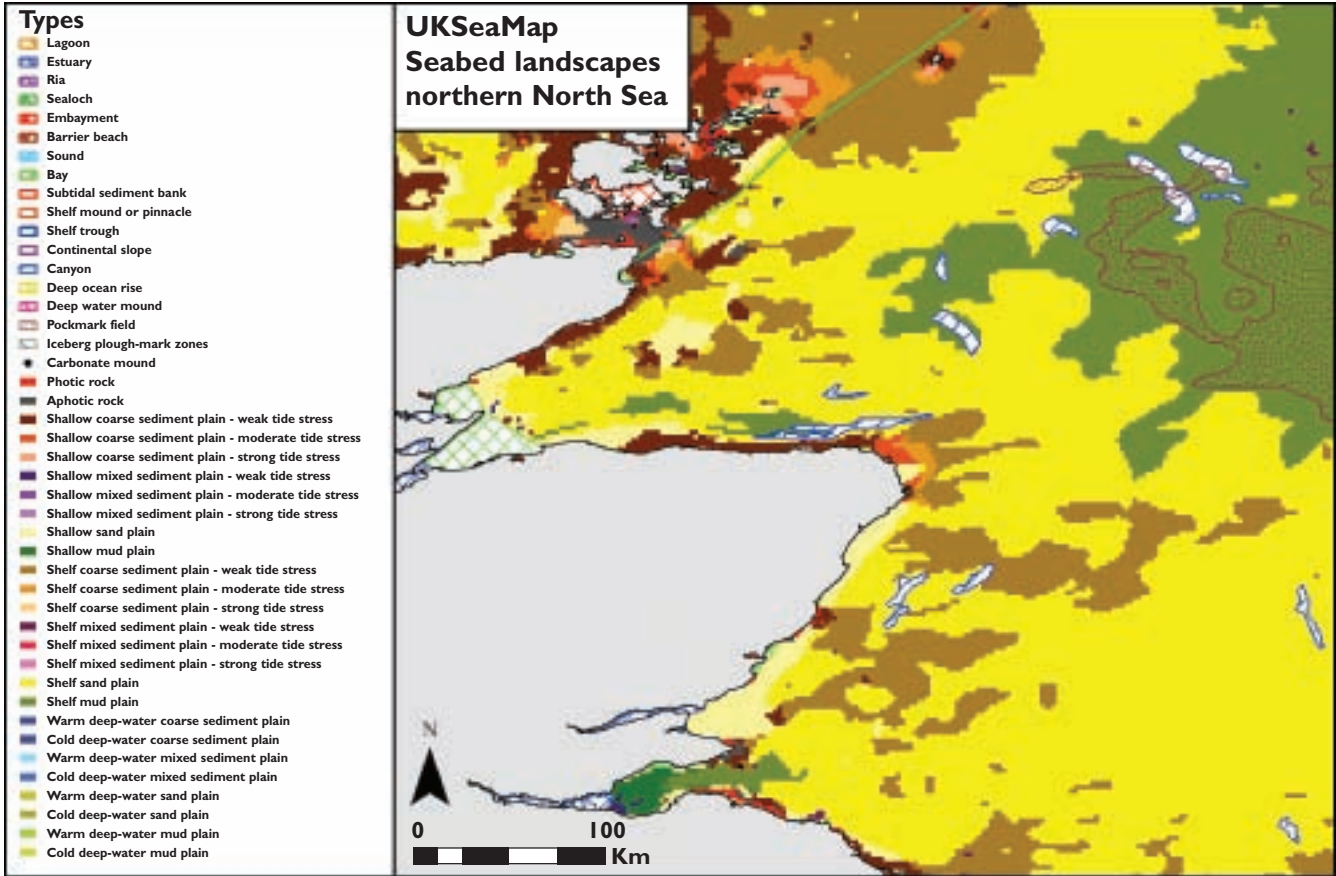 Types
Lagoon
Estuary
Ria
Sealoch
Embayment
Barrier beach
Sound
Bay
Subtidal sediment bank
Shelf mound or pinnacle
Shelf trough
Continental slope
Canyon
Deep ocean rise
Deep water mound
Pockmark field
Iceberg plough-mark zones
Carbonate mound
Photic rock
Aphotic rock
Shallow coarse sediment plain - weak tide stress
Shallow coarse sediment plain - moderate tide stress
Shallow coarse sediment plain - strong tide stress
Shallow mixed sediment plain - weak tide stress
Shallow mixed sediment plain - moderate tide stress
Shallow mixed sediment plain - strong tide stress
Shallow sand plain
Shallow mud plain
Shelf coarse sediment plain - weak tide stress
Shelf coarse sediment plain - moderate tide stress
Shelf coarse sediment plain - strong tide stress
Shelf mixed sediment plain - weak tide stress
Shelf mixed sediment plain - moderate tide stress
Shelf mixed sediment plain - strong tide stress
Shelf sand plain
Shelf mud plain
Warm deep-water coarse sediment plain
Cold deep-water coarse sediment plain
Warm deep-water mixed sediment plain
Cold deep-water mixed sediment plain
Warm deep-water sand plain
Cold deep-water sand plain
Warm deep-water mud plain
Cold deep-water mud plain
UKSeaMap
Seabed landscapes
northern North Sea
N
0 100
Km